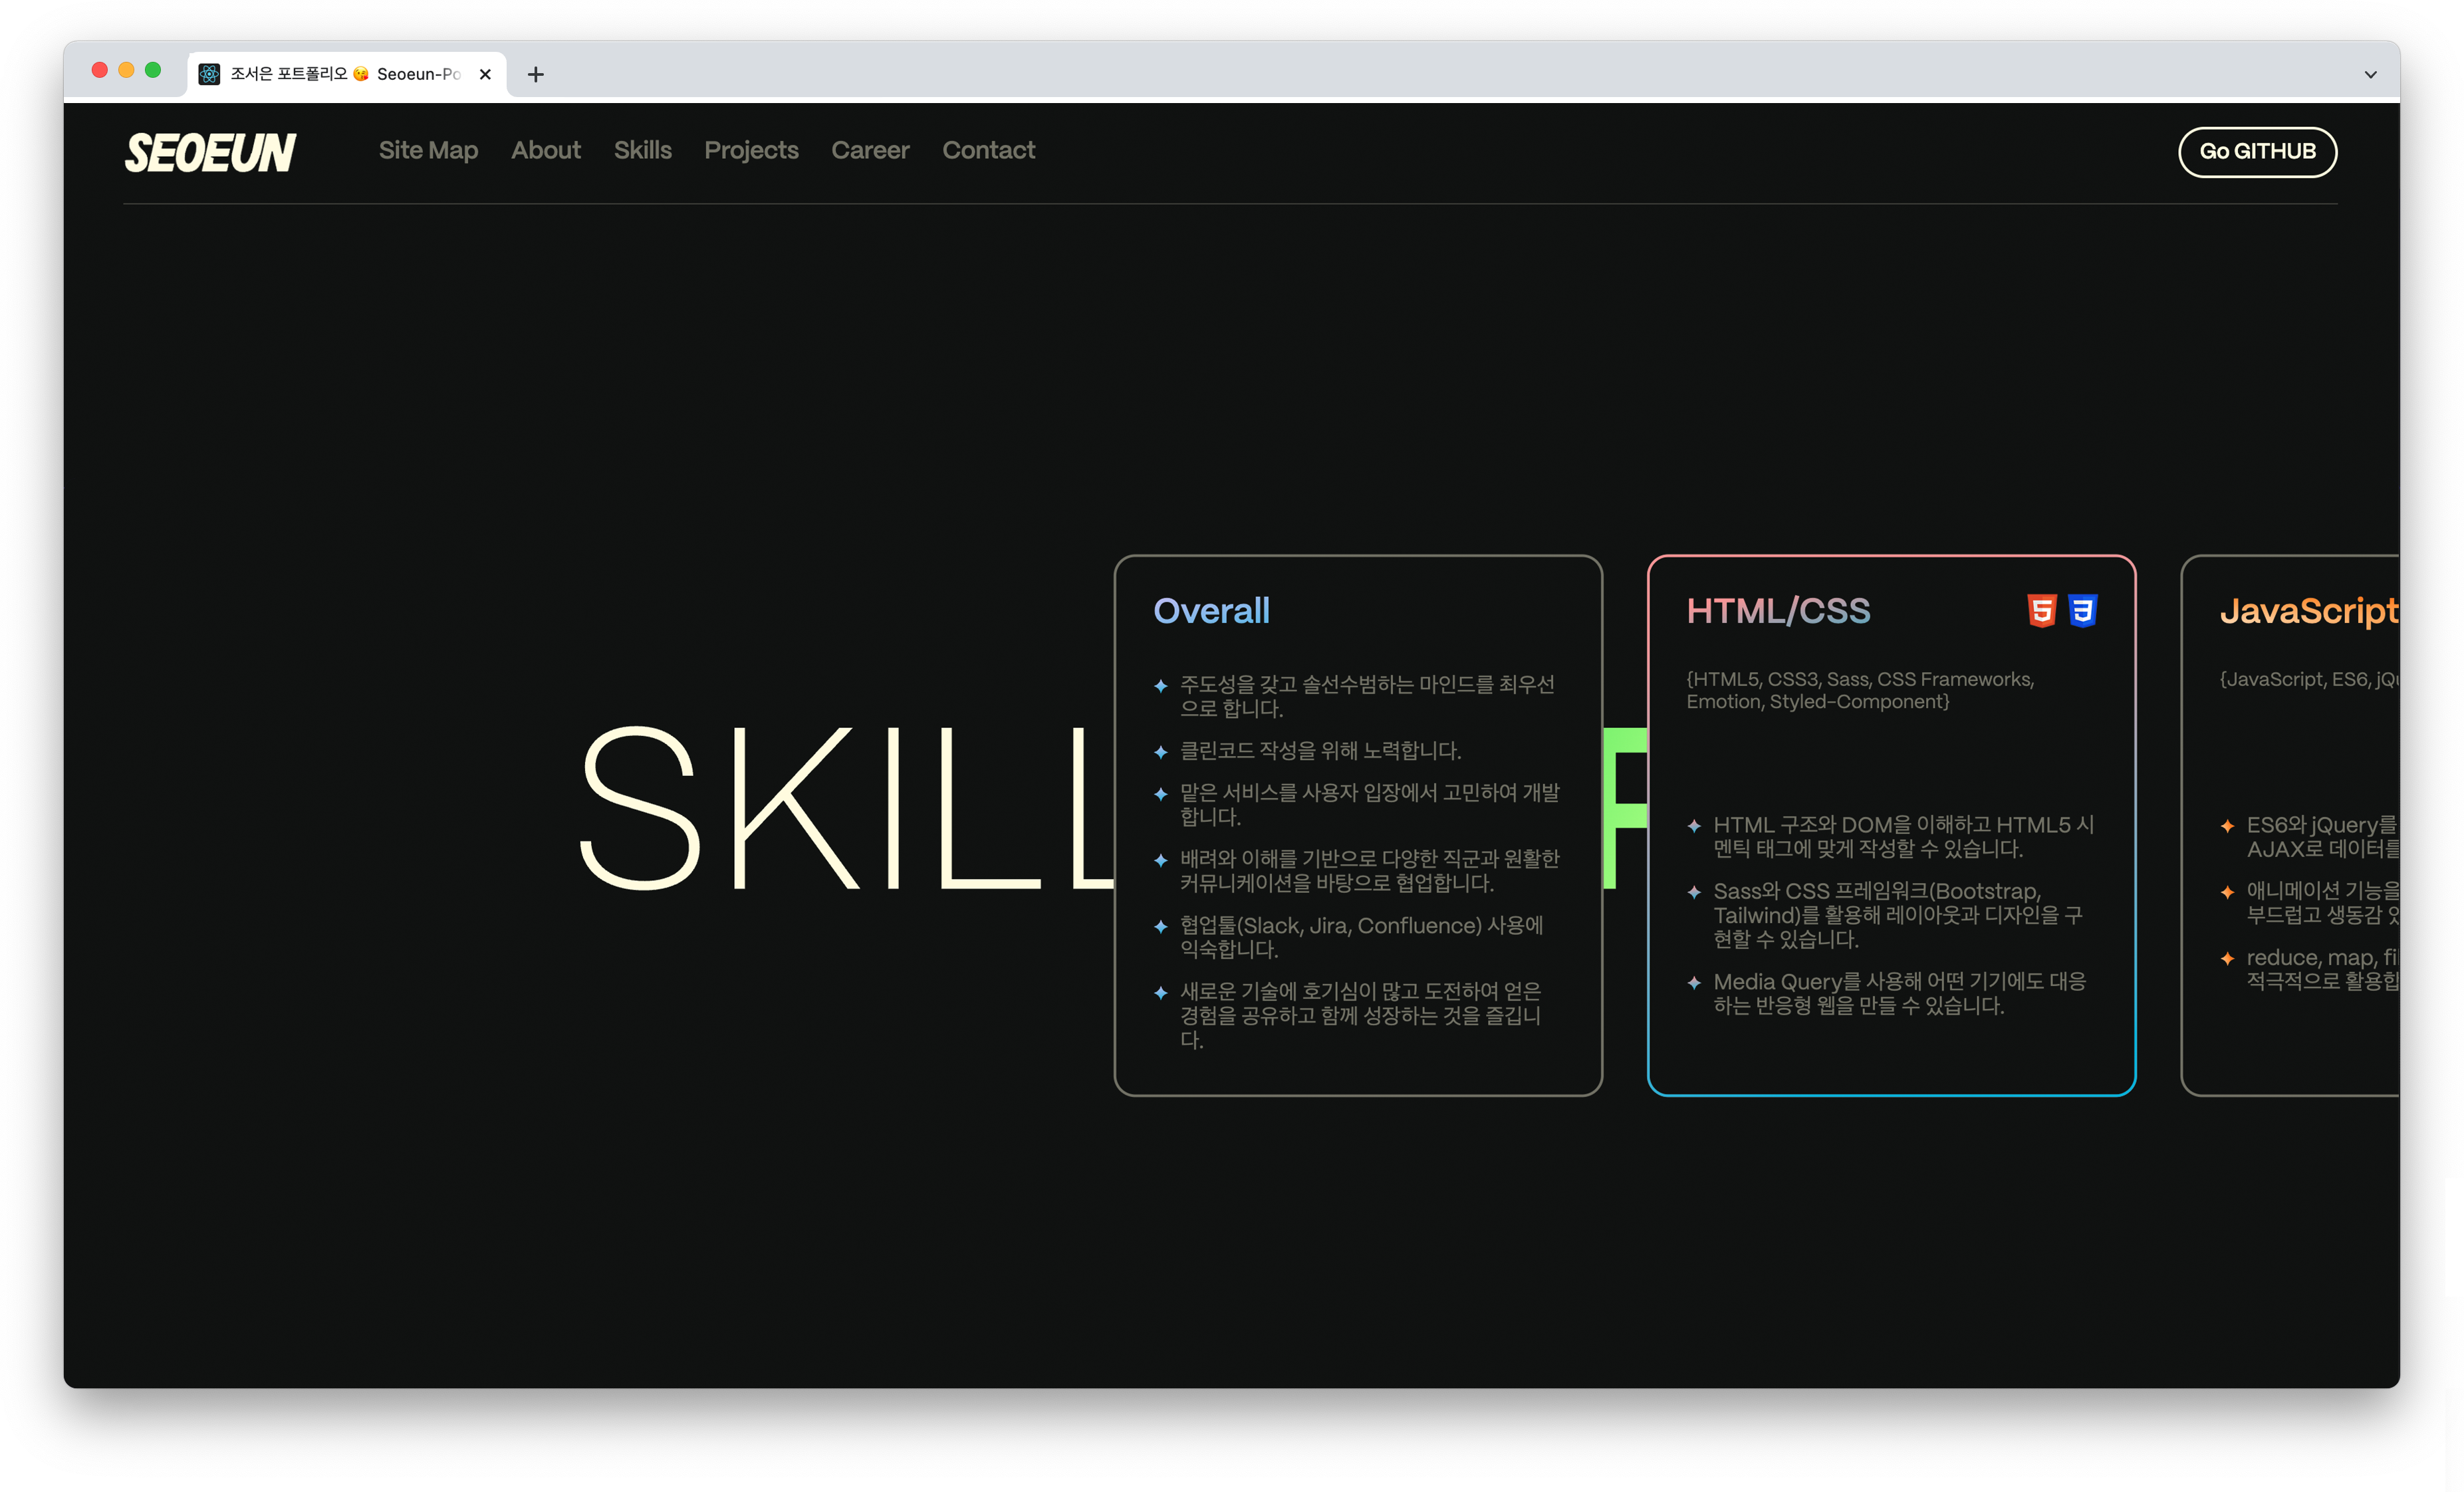 조서은 포트폴리오 😘 Seoeun-Po
SEOEUN
Site Map About Skills Projects Career Contact
Go GITHUB
SKILL
Overall
주도성을 갖고 솔선수범하는 마인드를 최우선
으로 합니다.
클린코드 작성을 위해 노력합니다.
맡은 서비스를 사용자 입장에서 고민하여 개발
합니다.
배려와 이해를 기반으로 다양한 직군과 원활한
커뮤니케이션을 바탕으로 협업합니다.
협업툴(Slack, Jira, Confluence) 사용에
익숙합니다.
새로운 기술에 호기심이 많고 도전하여 얻은
경험을 공유하고 함께 성장하는 것을 즐깁니
다.
HTML/CSS
{HTML5, CSS3, Sass, CSS Frameworks,
Emotion, Styled-Component}
HTML 구조와 DOM을 이해하고 HTML5 시
멘틱 태그에 맞게 작성할 수 있습니다.
Sass와 CSS 프레임워크(Bootstrap,
Tailwind)를 활용해 레이아웃과 디자인을 구
현할 수 있습니다.
Media Query를 사용해 어떤 기기에도 대응
하는 반응형 웹을 만들 수 있습니다.
JavaScript
{JavaScript, ES6, jQu
ES6와 jQuery를
AJAX로 데이터를
애니메이션 기능을
부드럽고 생동감
reduce, map, fil
적극적으로 활용합